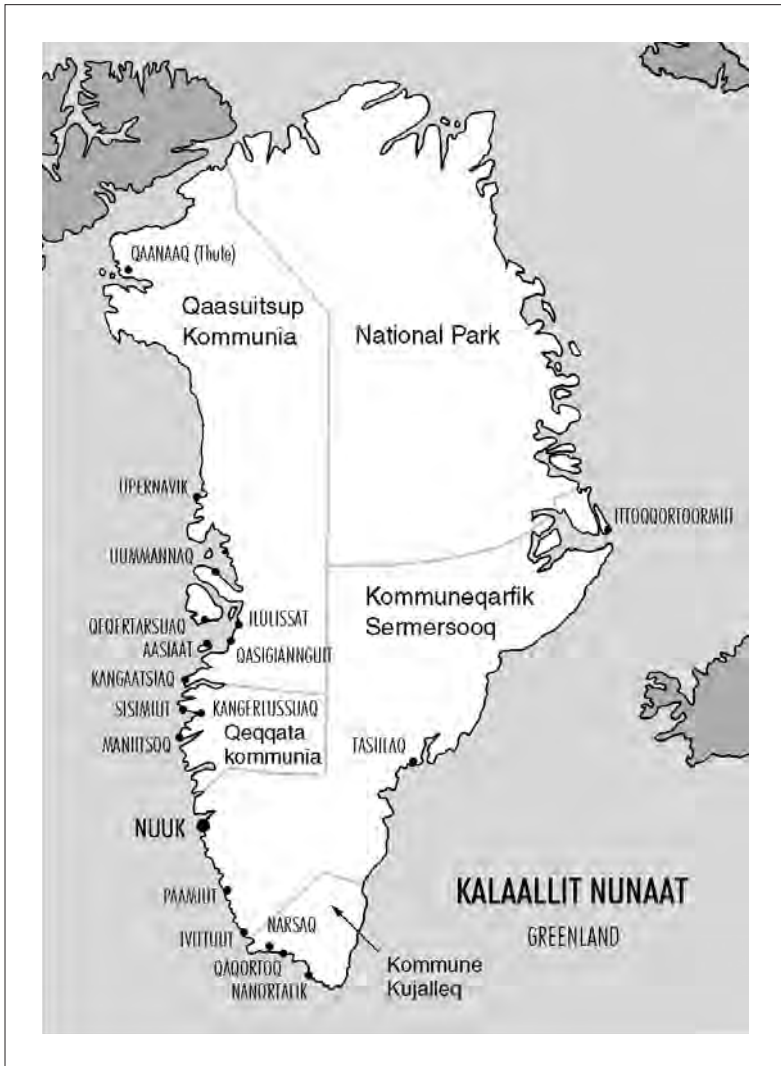 QAANAAQ (Thule)
Qaasuitsup
Kommunia
National Park
UPERNAVIK
ITTOQQORTOORMIIT
UUMMANNAQ
Kommuneqarfik
Sermersooq
QEQERTARSUAQ
ILULISSAT
AASIAAT
QASIGIANNGUIT
KANGAATSIAQ
SISIMIUT
KANGERLUSSUAQ
Qeqqata
kommunia
MANIITSOQ
TASIILAQ
NUUK
PAAMIUT
KALAALLIT NUNAAT
GREENLAND
IVITTUUT
NARSAQ
QAQORTOQ
NANORTALIK
Kommune
Kujalleq